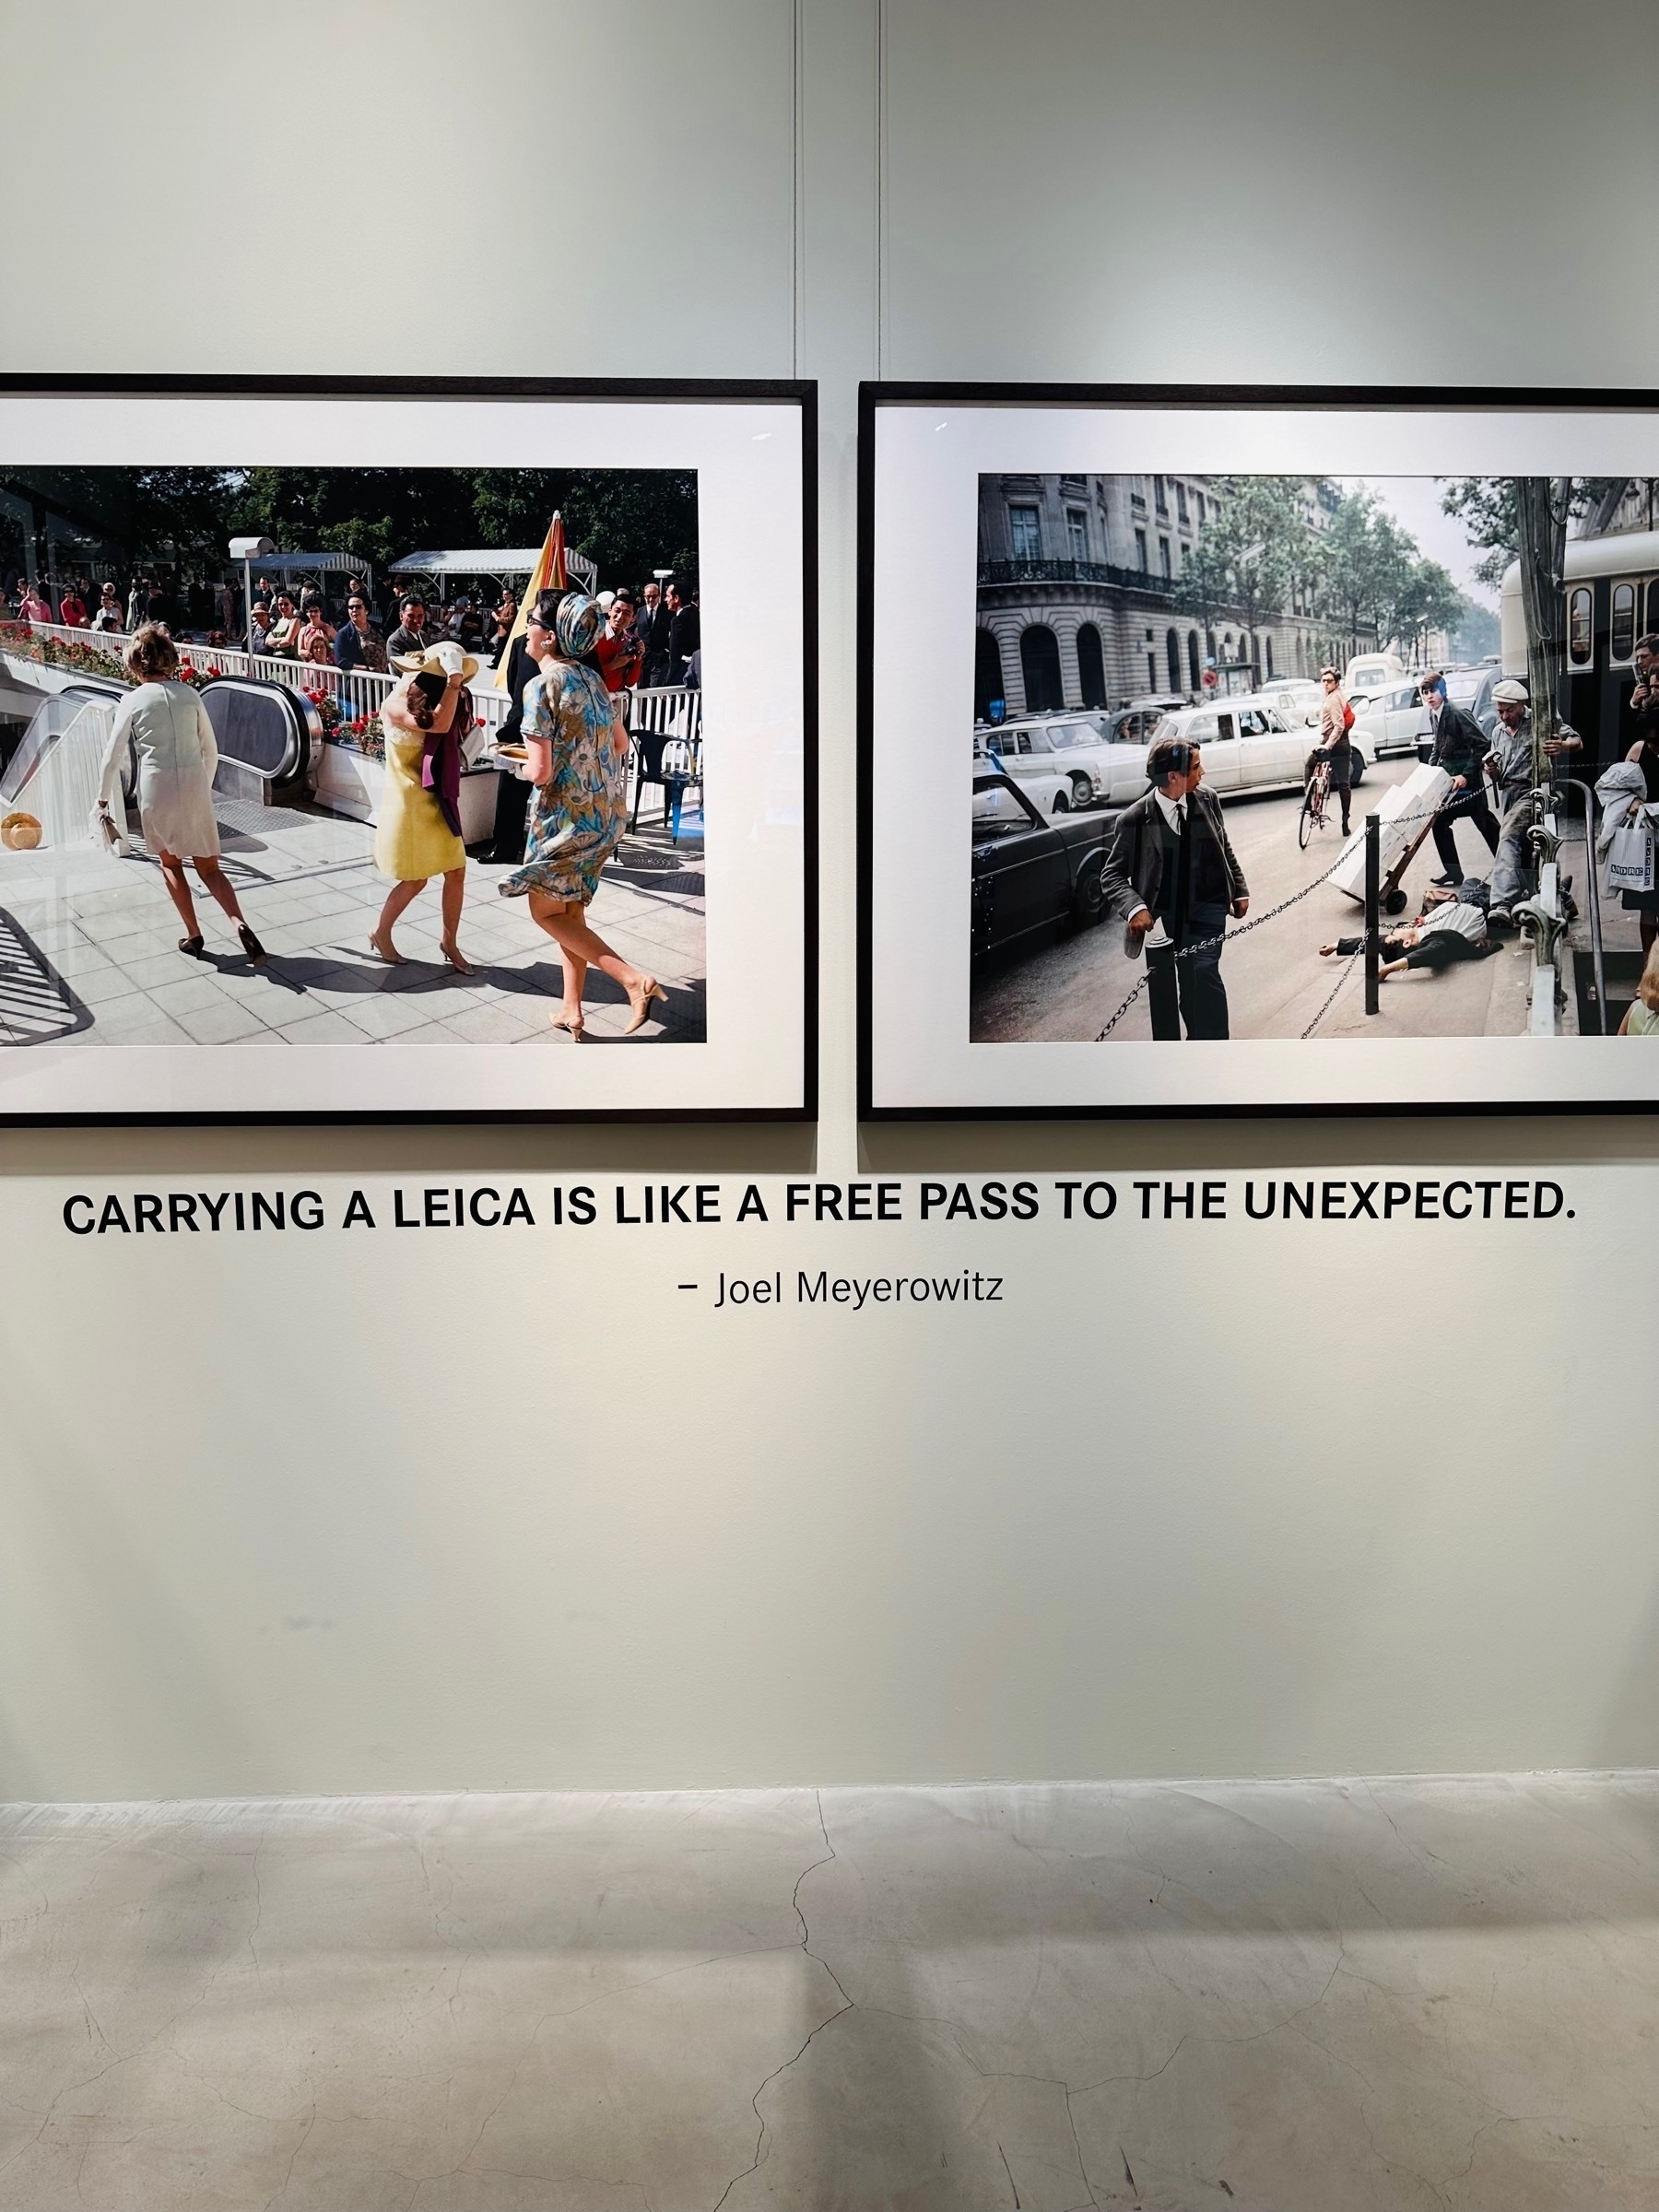 CARRYING A LEICA IS LIKE A FREE PASS TO THE UNEXPECTED.
– Joel Meyerowitz